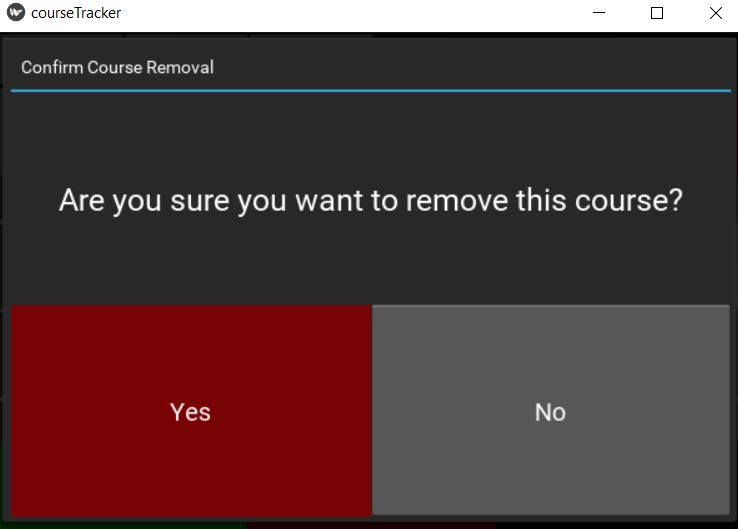 courseTracker
Confirm Course Removal
Are you sure you want to remove this course?
Yes
No